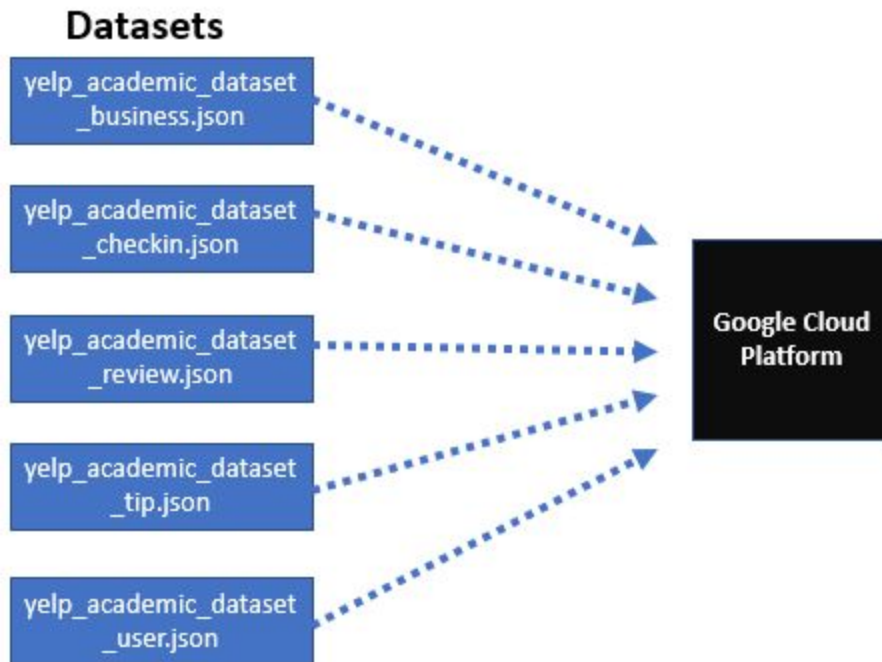 Datasets
yelp_academic_dataset
_business.json
yelp_academic_dataset
_checkin.json
yelp_academic_dataset
_review.json
yelp_academic_dataset
_tip.json
yelp_academic_dataset
_user.json
Google Cloud
Platform